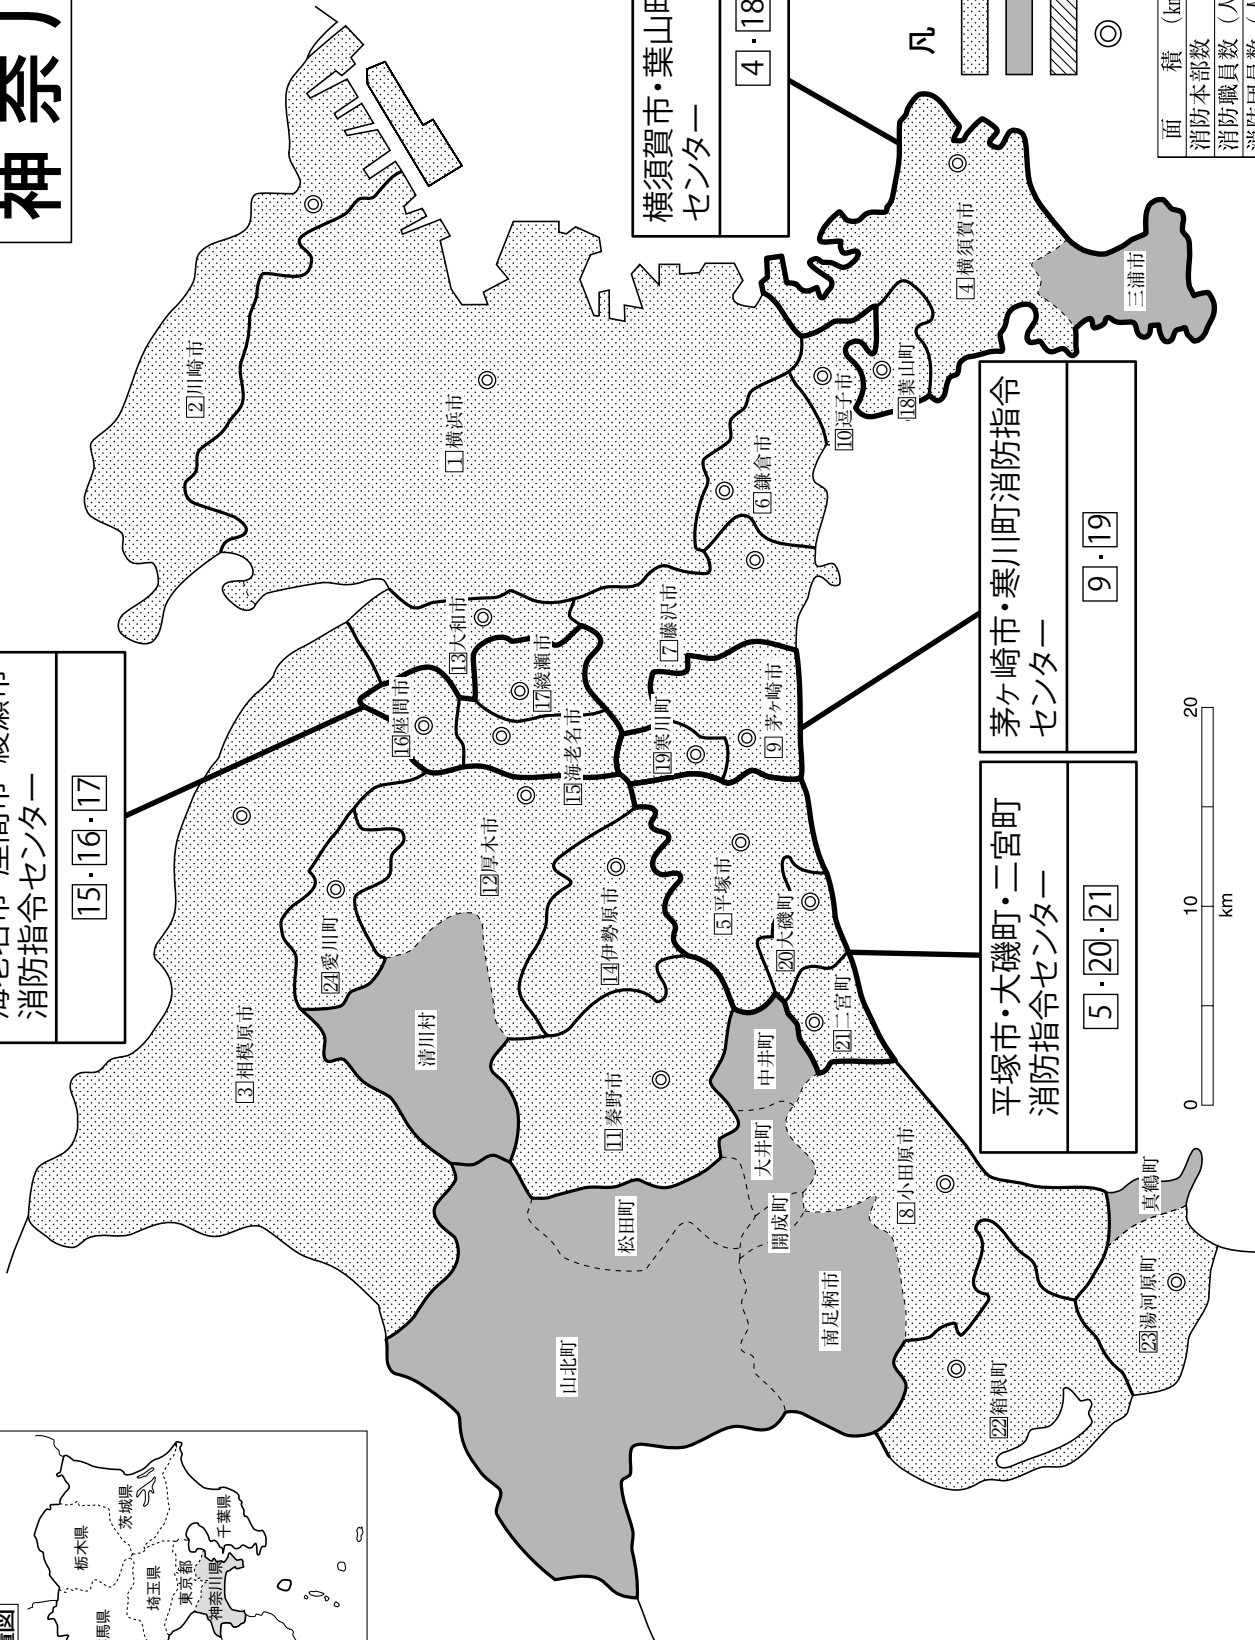 神奈
海老名市・座間市・綾瀬市
消防指令センター
15・16・17
横須賀市・葉山町
センター
4・18
凡
面　積（km
消防本部数
消防職員数（人
消防団員数（人
茅ヶ崎市・寒川町消防指令
センター
9・19
平塚市・大磯町・二宮町
消防指令センター
5・20・21
0　10　20
km
1横浜市
2川崎市
3相模原市
4横須賀市
5平塚市
6鎌倉市
7藤沢市
8小田原市
9茅ヶ崎市
10逗子市
11秦野市
12厚木市
13大和市
14伊勢原市
15海老名市
16座間市
17綾瀬市
18葉山町
19寒川町
20大磯町
21二宮町
22箱根町
23湯河原町
24愛川町
三浦市
清川村
中井町
大井町
松田町
開成町
山北町
南足柄市
真鶴町
置図
栃木県
茨城県
馬県
埼玉県
東京都
千葉県
神奈川県